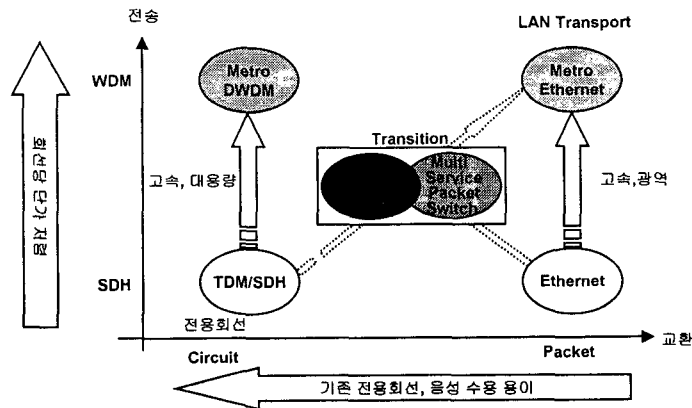 전송
LAN Transport
WDM
Metro
DWDM
Metro
Ethernet
Transition
Multi
Service
Packet
Switch
고속, 대용량
고속,광역
회선당 단가 저렴
SDH
TDM/SDH
Ethernet
전용회선
교환
Circuit
Packet
기존 전용회선, 음성 수용 용이